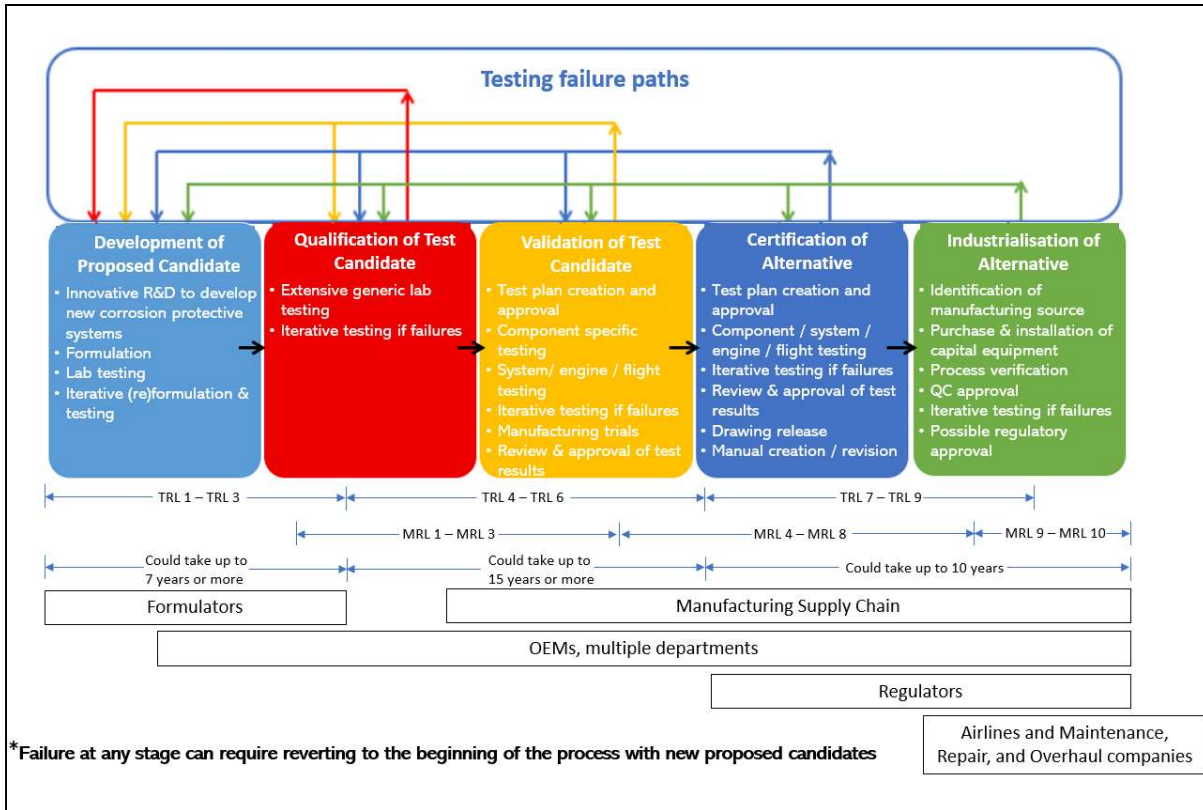 Testing failure paths
Development of
Proposed Candidate
• Innovative R&D to develop
new corrosion protective
systems
• Formulation
• Lab testing
• Iterative (re)formulation &
testing
Qualification of Test
Candidate
• Extensive generic lab
testing
• Iterative testing if failures
Validation of Test
Candidate
• Test plan creation and
approval
• Component specific
testing
• System/ engine / flight
testing
• Iterative testing if failures
• Manufacturing trials
• Review & approval of test
results
Certification of
Alternative
• Test plan creation and
approval
• Component / system /
engine / flight testing
• Iterative testing if failures
• Review & approval of test
results
• Drawing release
• Manual creation / revision
Industrialisation of
Alternative
• Identification of
manufacturing source
• Purchase & installation of
capital equipment
• Process verification
• QC approval
• Iterative testing if failures
• Possible regulatory
approval
TRL 1 – TRL 3
TRL 4 – TRL 6
TRL 7 – TRL 9
MRL 1 – MRL 3
MRL 4 – MRL 8
MRL 9 – MRL 10
Could take up to
7 years or more
Could take up to
15 years or more
Could take up to 10 years
Formulators
Manufacturing Supply Chain
OEMs, multiple departments
Regulators
Airlines and Maintenance,
Repair, and Overhaul companies
*Failure at any stage can require reverting to the beginning of the process with new proposed candidates